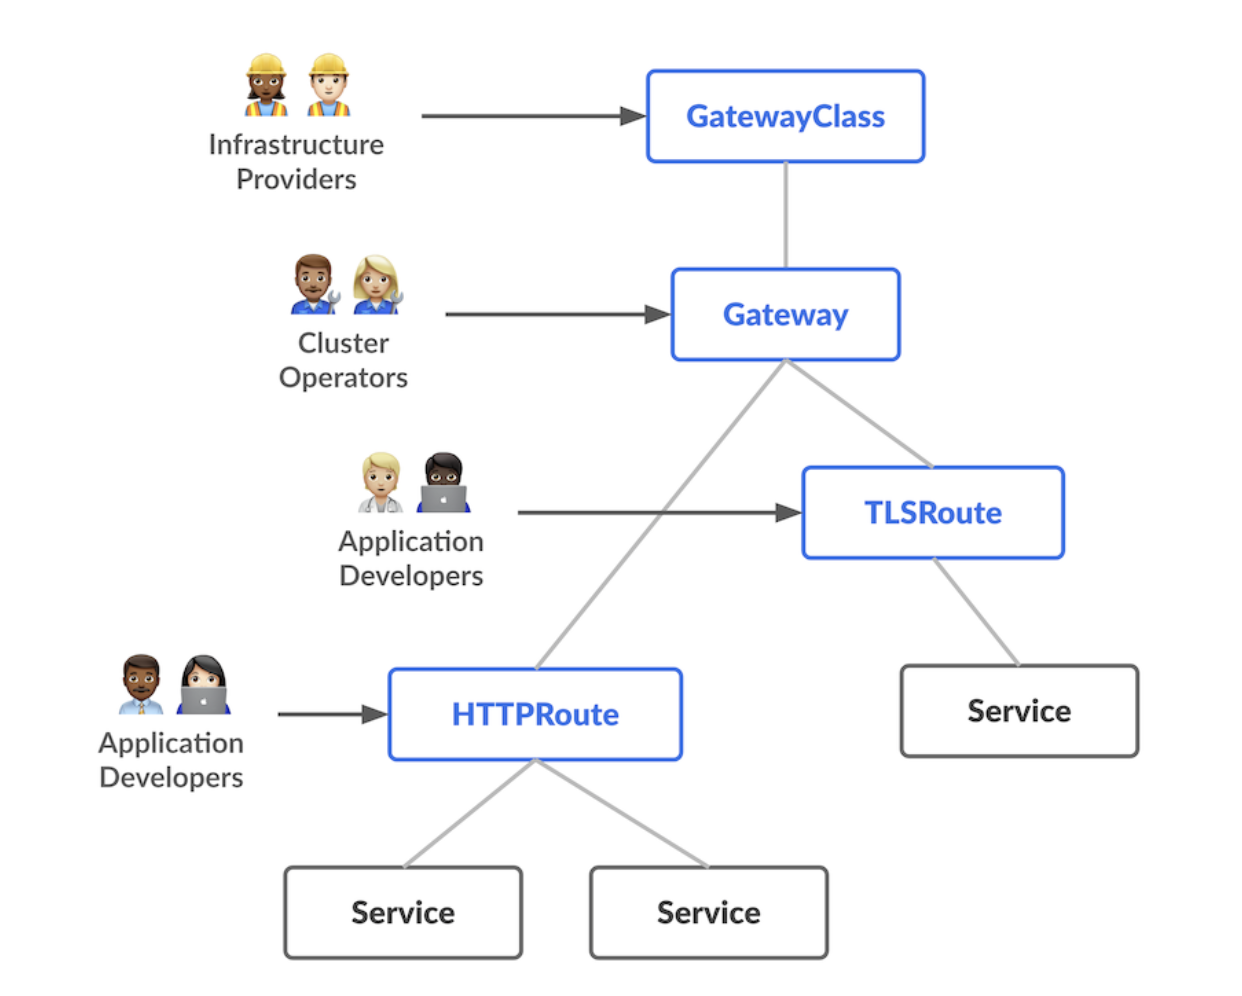 GatewayClass
Infrastructure
Providers
Gateway
Cluster
Operators
TLSRoute
Application
Developers
HTTPRoute
Service
Application
Developers
Service
Service